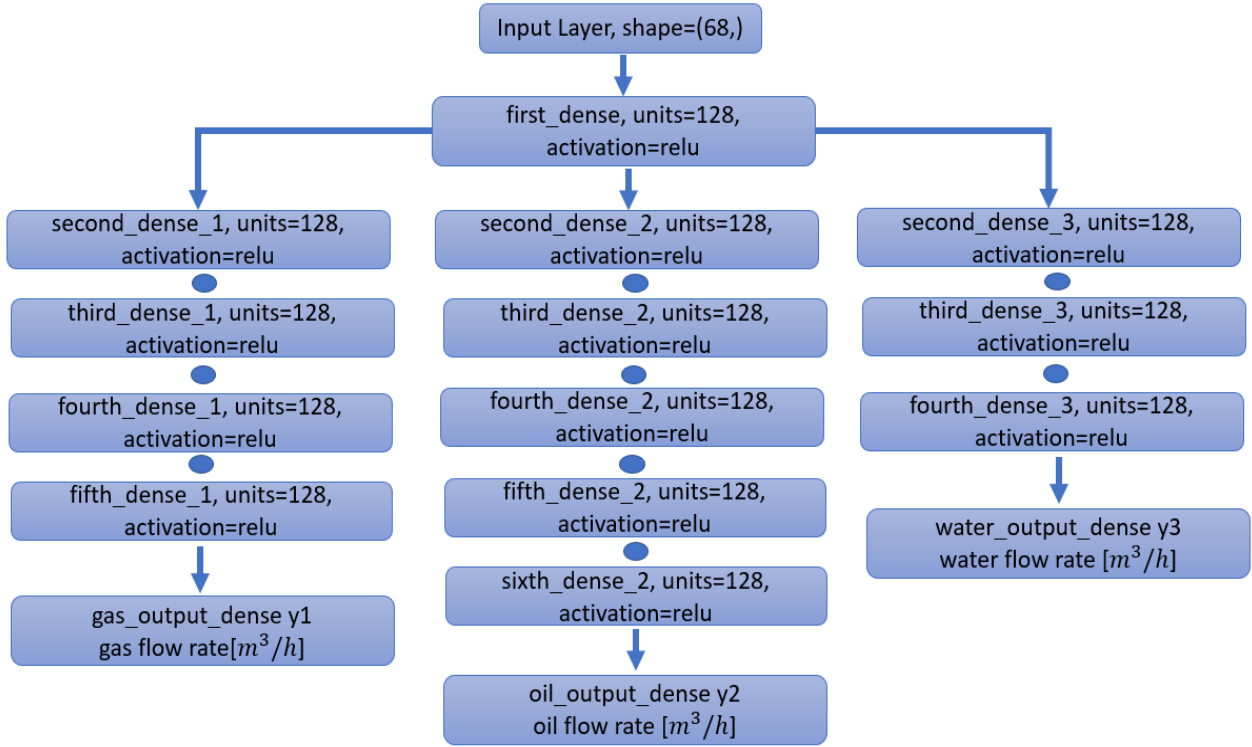 Input Layer, shape=(68,)
first_dense, units=128,
activation=relu
second_dense_1, units=128,
activation=relu
third_dense_1, units=128,
activation=relu
fourth_dense_1, units=128,
activation=relu
fifth_dense_1, units=128,
activation=relu
gas_output_dense y1
gas flow rate[m³/h]
second_dense_2, units=128,
activation=relu
third_dense_2, units=128,
activation=relu
fourth_dense_2, units=128,
activation=relu
fifth_dense_2, units=128,
activation=relu
sixth_dense_2, units=128,
activation=relu
oil_output_dense y2
oil flow rate [m³/h]
second_dense_3, units=128,
activation=relu
third_dense_3, units=128,
activation=relu
fourth_dense_3, units=128,
activation=relu
water_output_dense y3
water flow rate [m³/h]